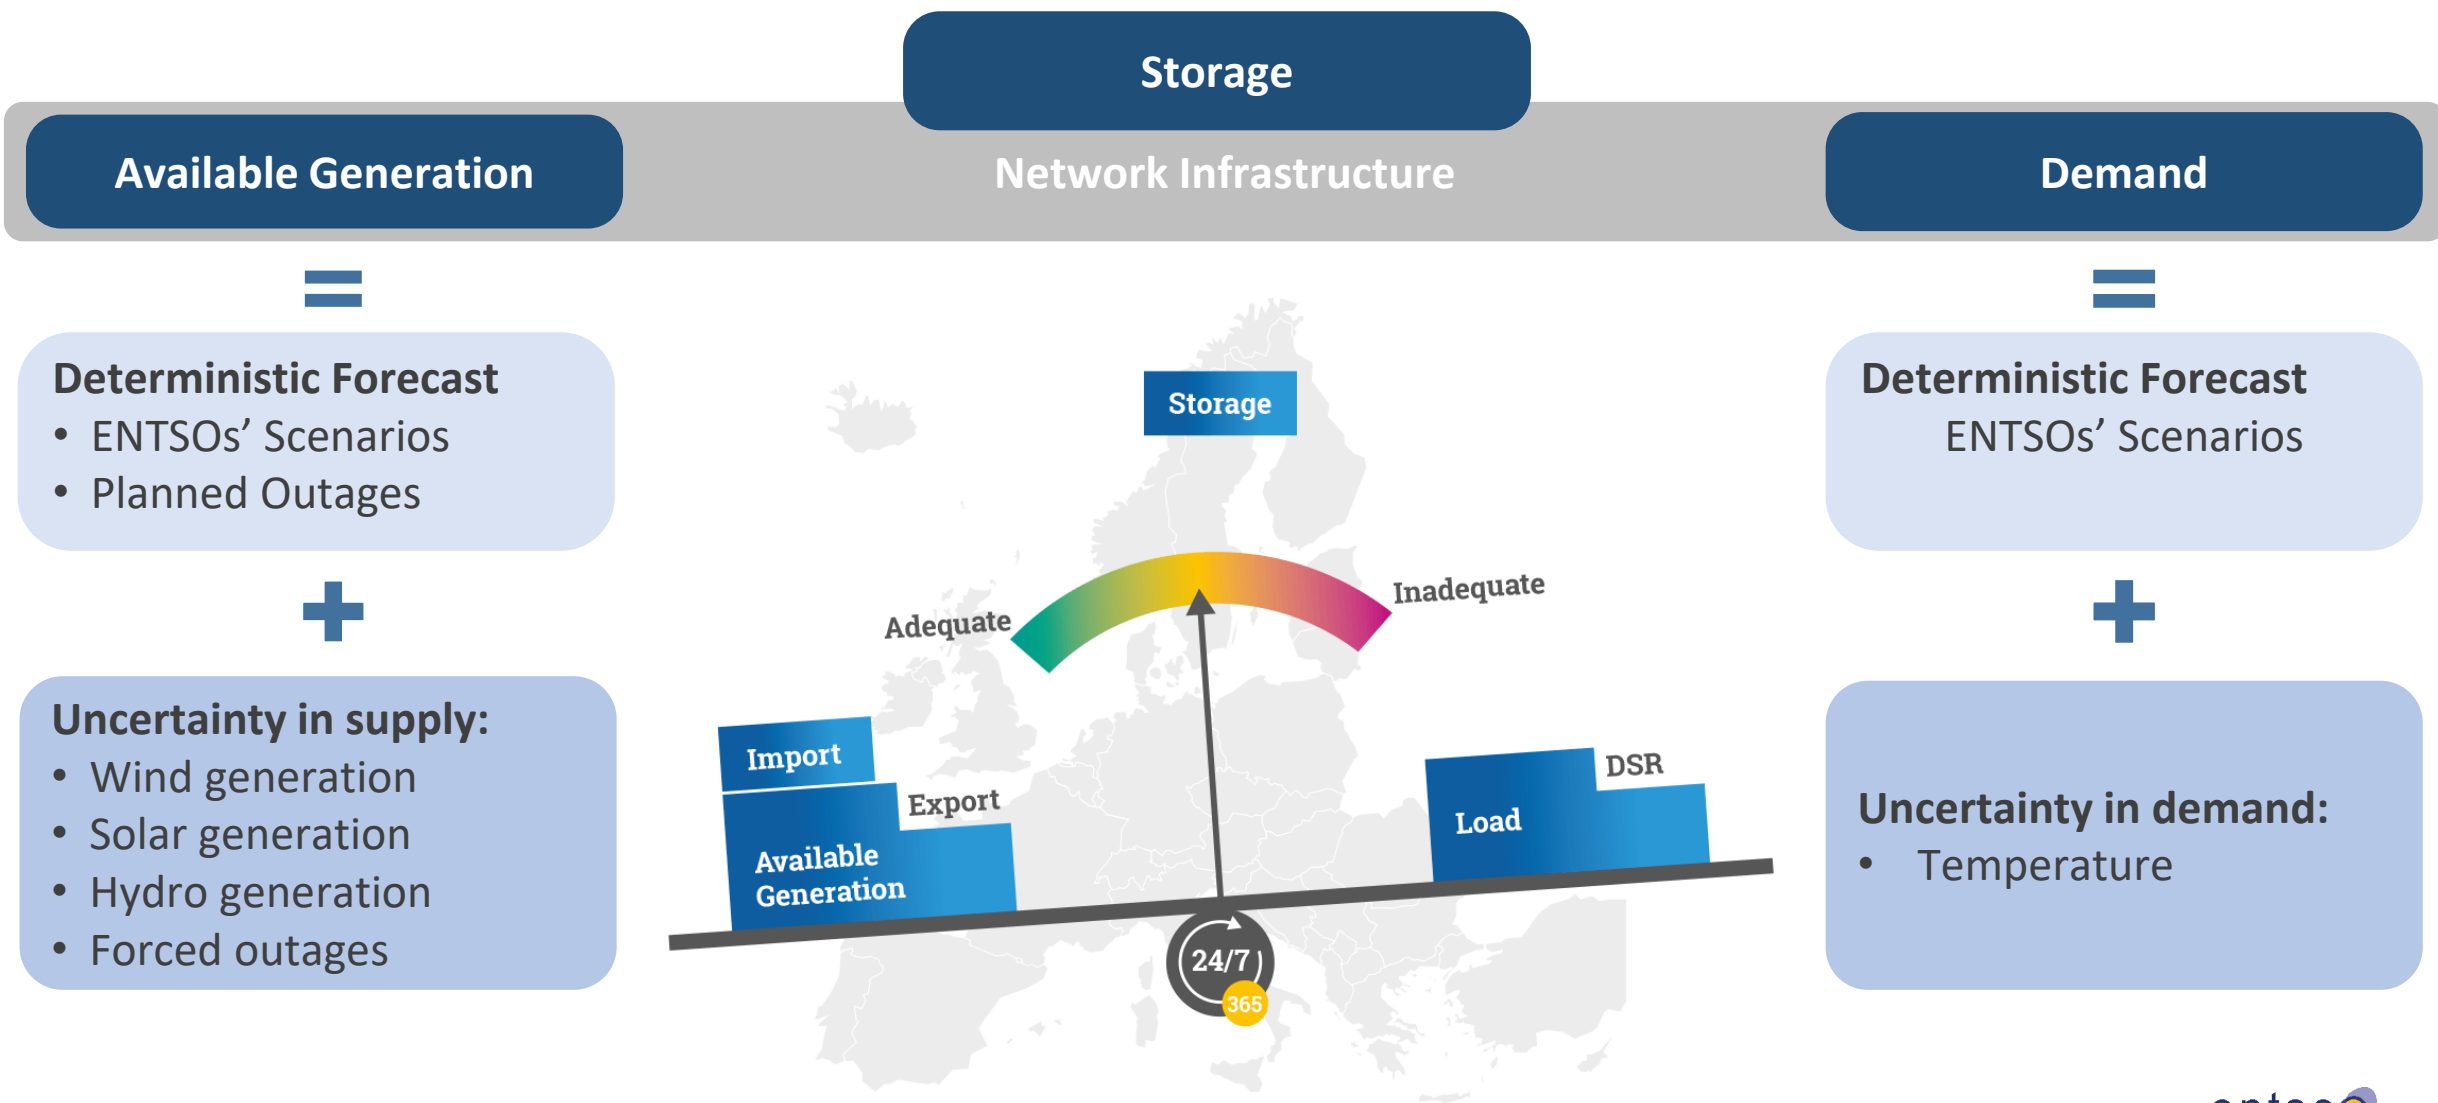 Storage
Available Generation
Network Infrastructure
Demand
Deterministic Forecast
• ENTSOs’ Scenarios
• Planned Outages
Uncertainty in supply:
• Wind generation
• Solar generation
• Hydro generation
• Forced outages
Storage
Adequate
Inadequate
Import
Export
Available
Generation
DSR
Load
24/7
365
Deterministic Forecast
ENTSOs’ Scenarios
Uncertainty in demand:
• Temperature